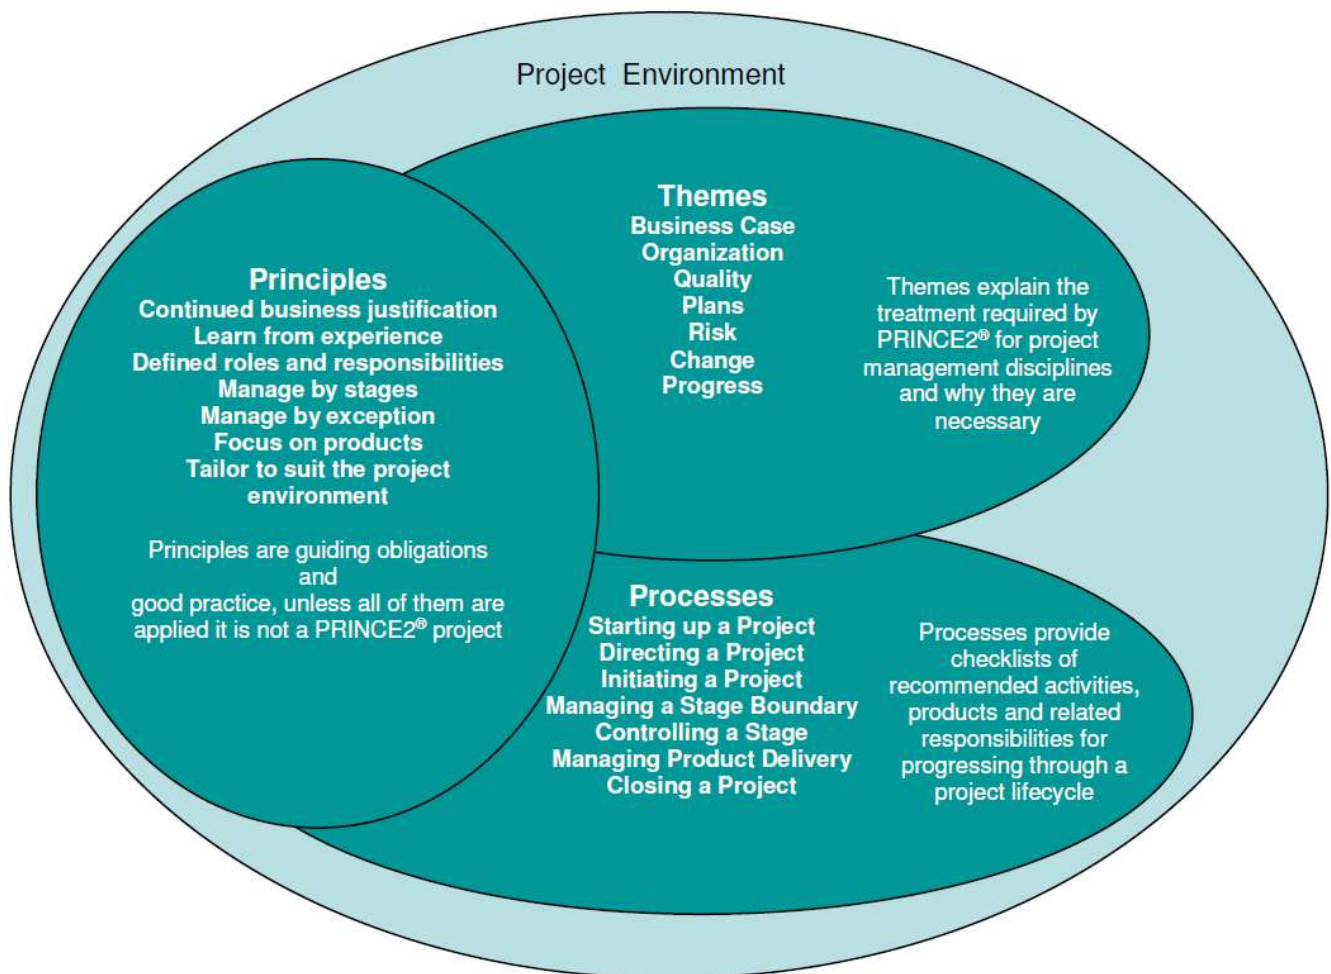 Project Environment
Principles
Continued business justification
Learn from experience
Defined roles and responsibilities
Manage by stages
Manage by exception
Focus on products
Tailor to suit the project
environment
Principles are guiding obligations
and
good practice, unless all of them are
applied it is not a PRINCE2® project
Themes
Business Case
Organization
Quality
Plans
Risk
Change
Progress
Themes explain the
treatment required by
PRINCE2® for project
management disciplines
and why they are
necessary
Processes
Starting up a Project
Directing a Project
Initiating a Project
Managing a Stage Boundary
Controlling a Stage
Managing Product Delivery
Closing a Project
Processes provide
checklists of
recommended activities,
products and related
responsibilities for
progressing through a
project lifecycle